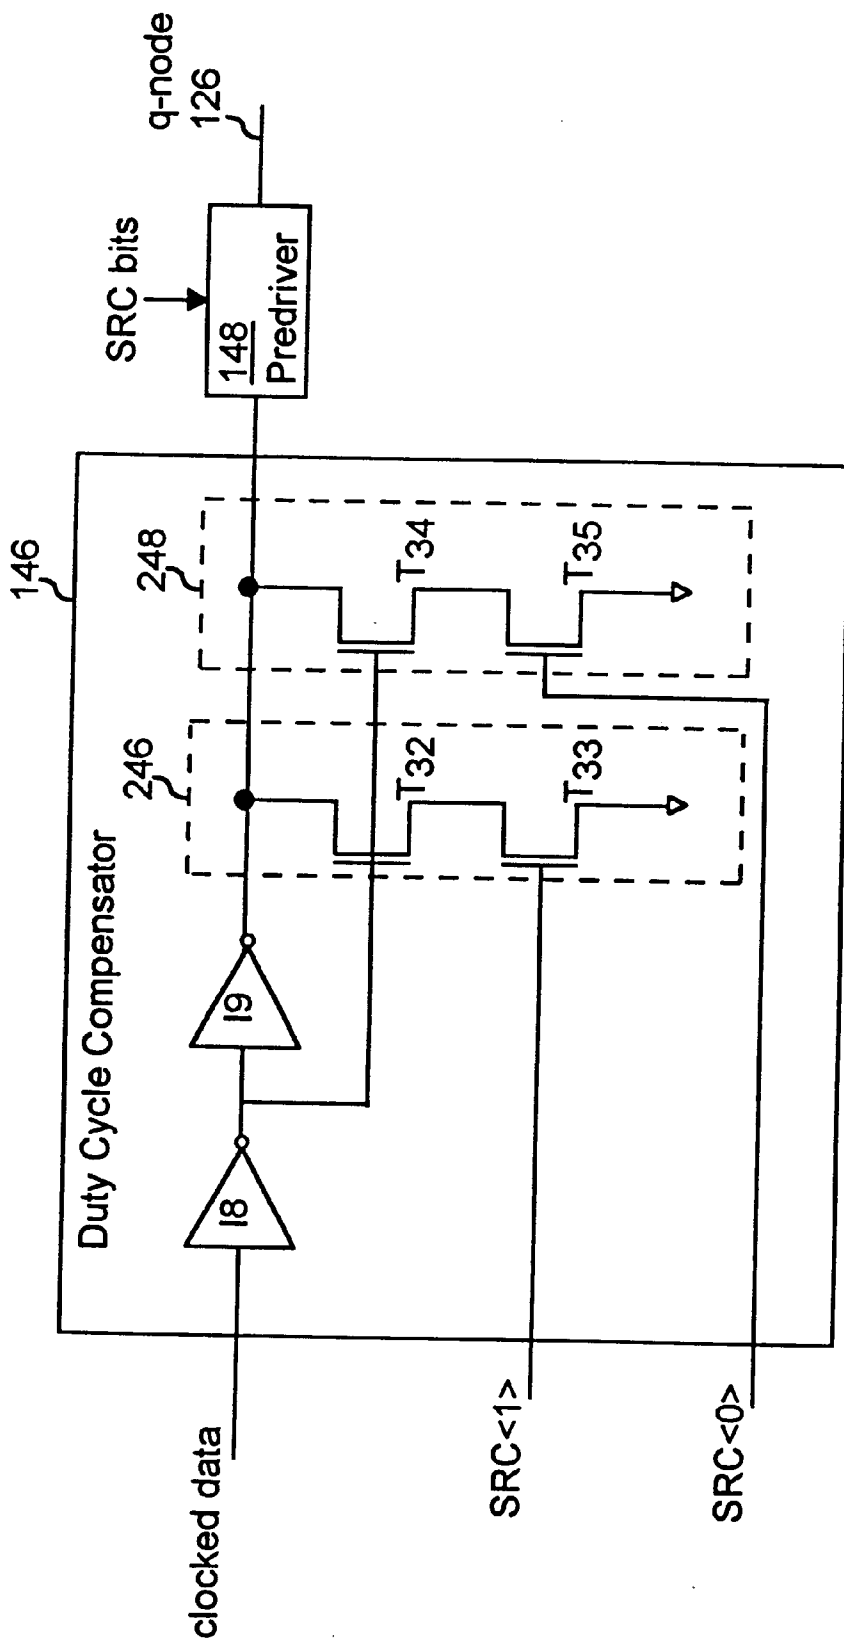 146
Duty Cycle Compensator
246
248
SRC bits
q-node
126
148
Predriver
clocked data
I8
I9
T32
T34
T33
T35
SRC<1>
SRC<0>